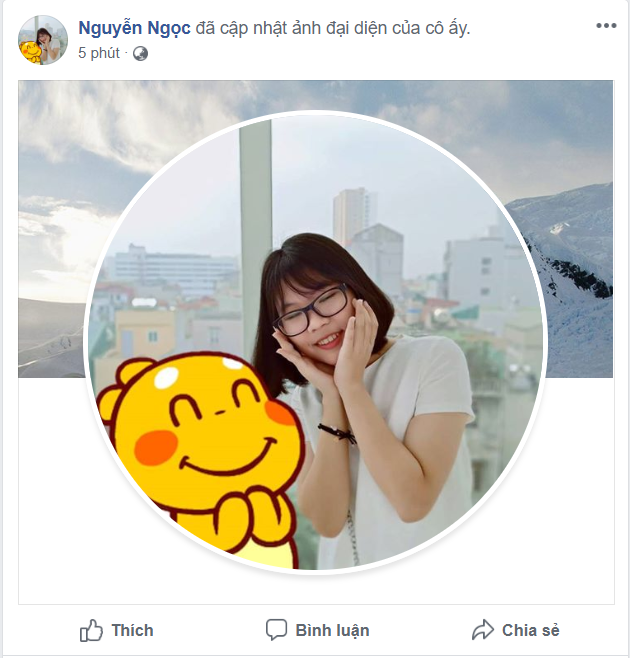 Nguyễn Ngọc đã cập nhật ảnh đại diện của cô ấy.
5 phút ·
Thích Bình luận Chia sẻ